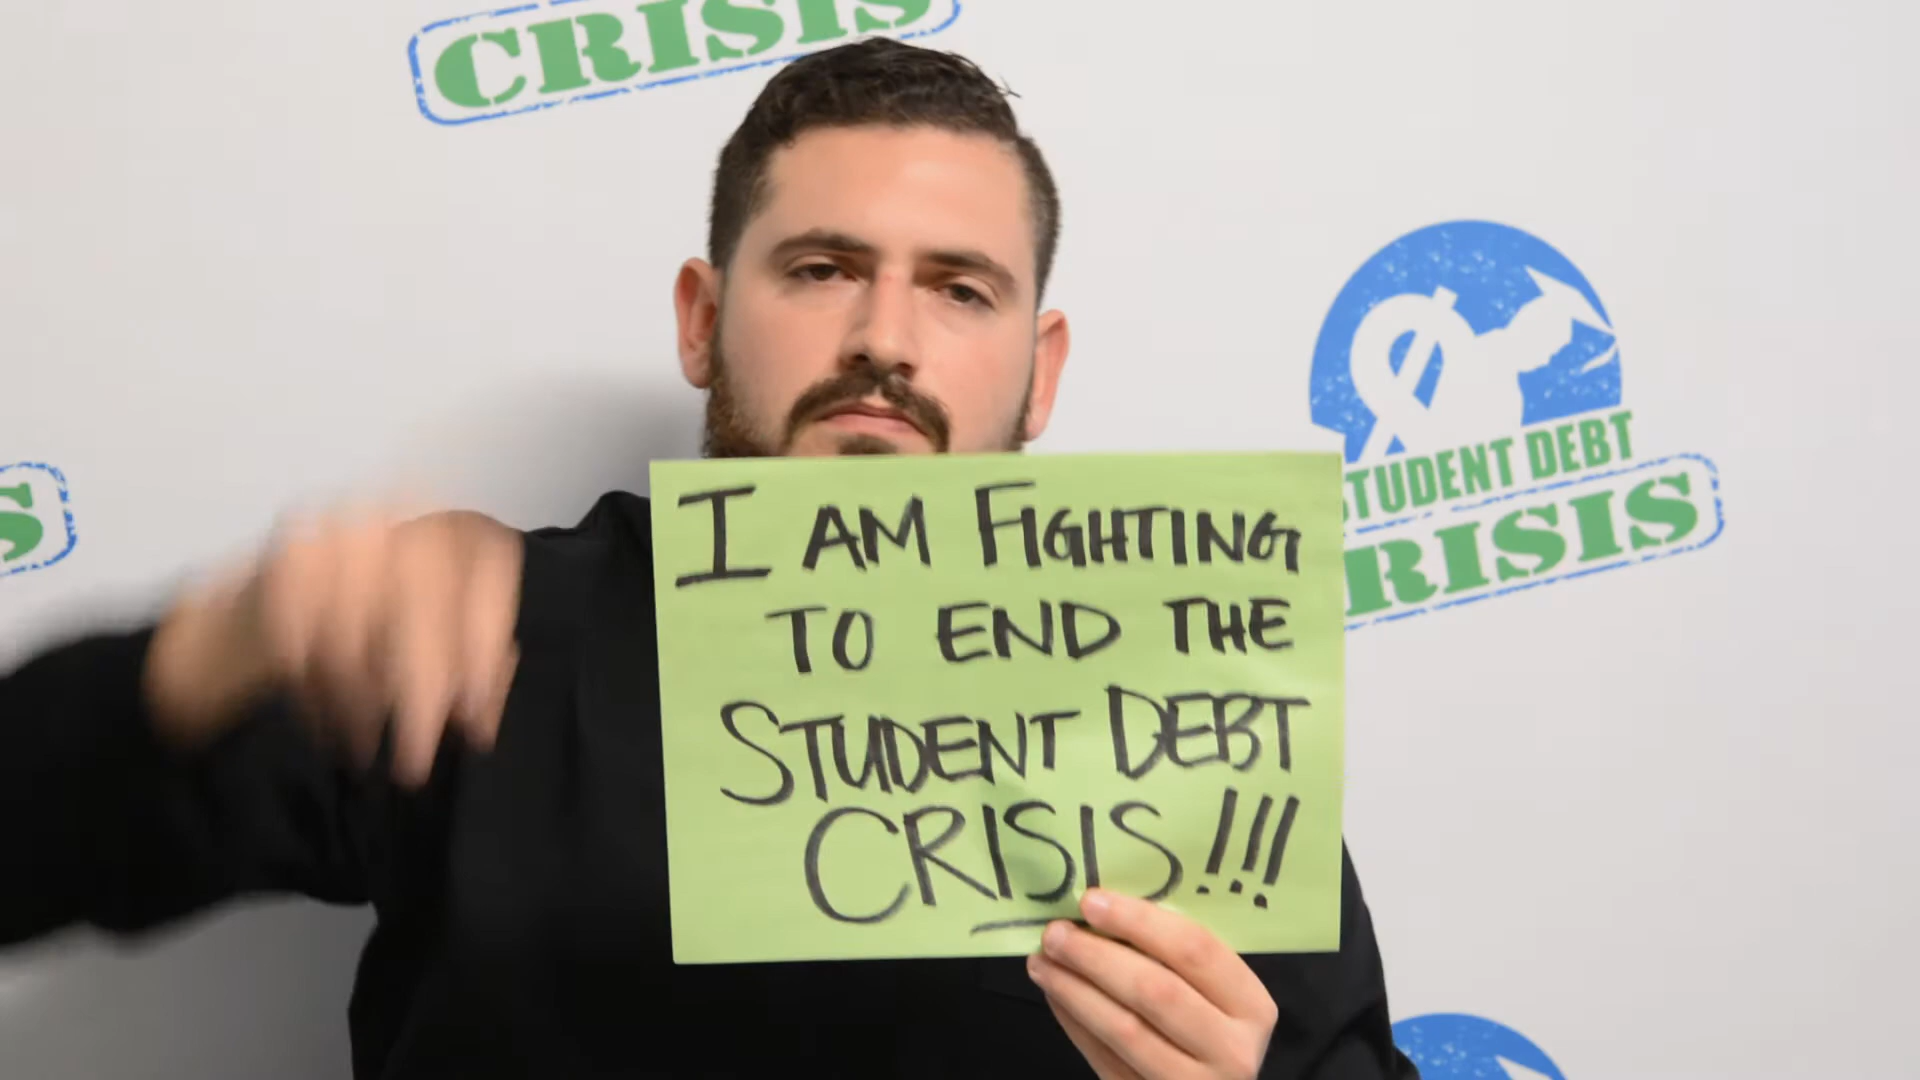 CRISIS
I AM FIGHTING
TO END THE
STUDENT DEBT
CRISIS!!!
STUDENT DEBT
CRISIS
S